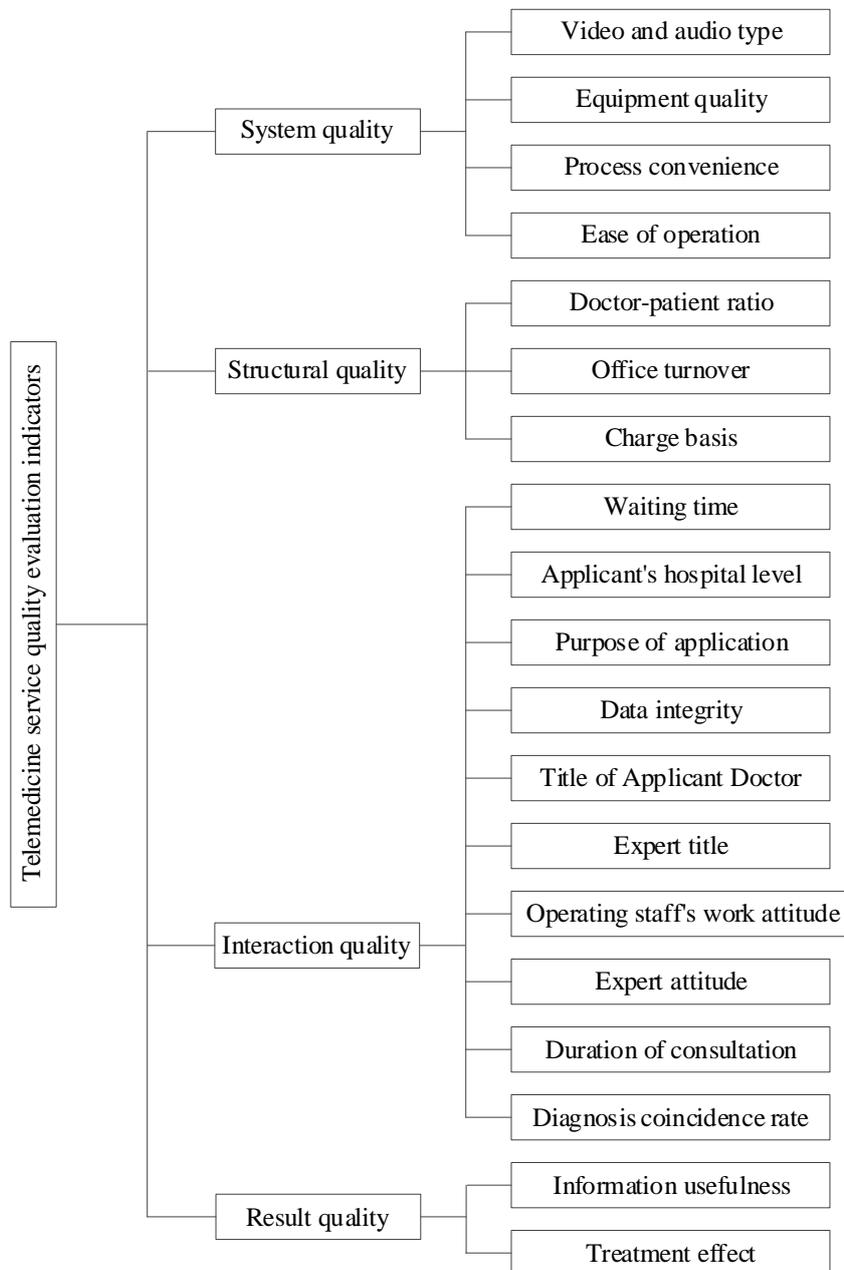 Telemedicine service quality evaluation indicators
System quality
Video and audio type
Equipment quality
Process convenience
Ease of operation
Structural quality
Doctor-patient ratio
Office turnover
Charge basis
Interaction quality
Waiting time
Applicant's hospital level
Purpose of application
Data integrity
Title of Applicant Doctor
Expert title
Operating staff's work attitude
Expert attitude
Duration of consultation
Diagnosis coincidence rate
Result quality
Information usefulness
Treatment effect